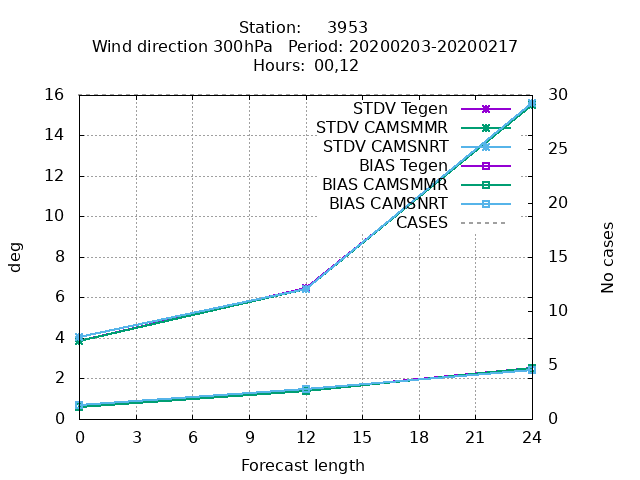 Station: 3953
Wind direction 300hPa Period: 20200203-20200217
Hours: 00,12
16 30
STDV Tegen
STDV CAMSMMR
14
STDV CAMSNRT
25
BIAS Tegen
12
BIAS CAMSMMR
BIAS CAMSNRT
20
10
CASES
deg
8 15
No cases
6
10
4
5
2
0 0
0 3 6 9 12 15 18 21 24
Forecast length